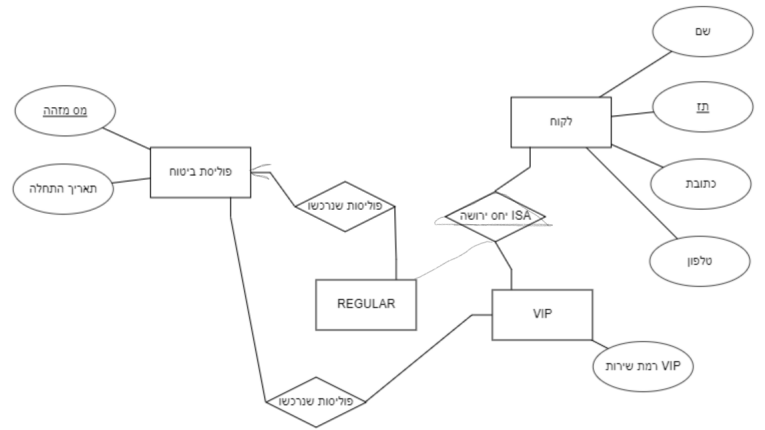 שם
תז
לקוח
כתובת
טלפון
מס מזהה
פוליסת ביטוח
תאריך התחלה
פוליסות שנרכשו
ISA יחס ירושה
REGULAR
VIP
VIP רמת שירות
פוליסות שנרכשו